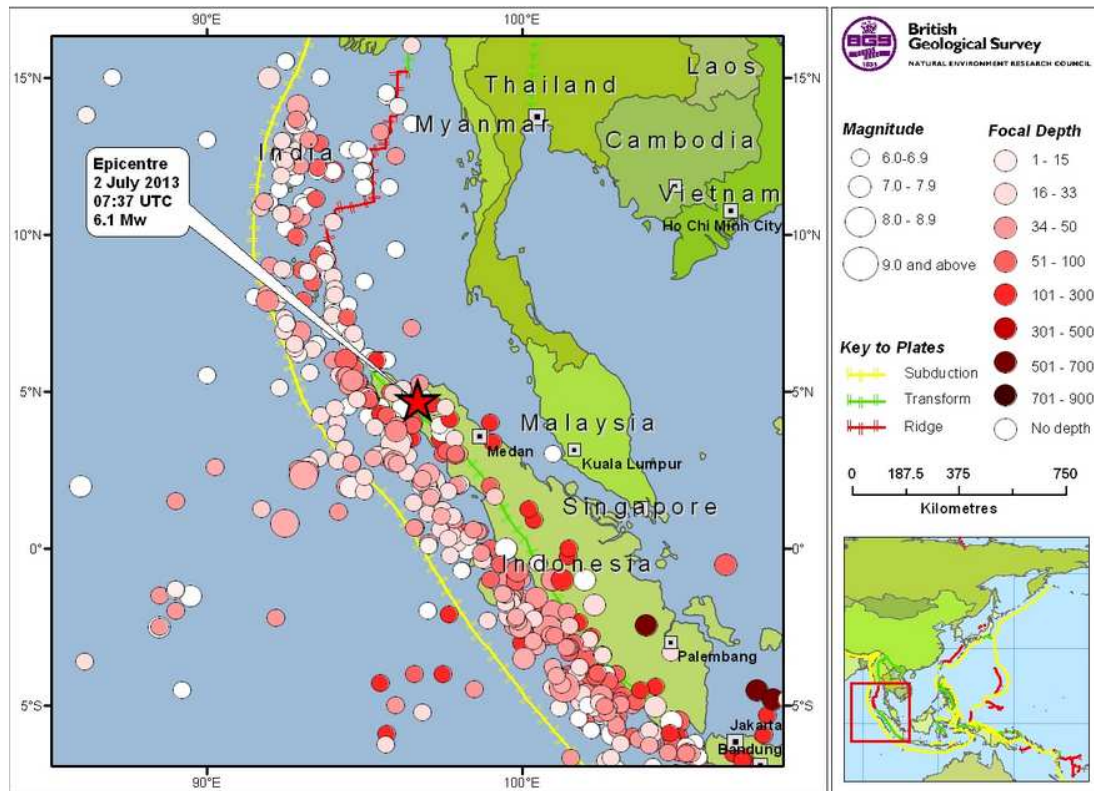 90°E
100°E
15°N
10°N
5°N
0°
5°S
15°N
10°N
5°N
0°
5°S
90°E
100°E
Epicentre
2 July 2013
07:37 UTC
6.1 Mw
India
Myanmar
Thailand
Laos
Cambodia
Vietnam
Ho Chi Minh City
Malaysia
Kuala Lumpur
Medan
Singapore
Indonesia
Palembang
Jakarta
Bandung
BGS
1835
British
Geological Survey
NATURAL ENVIRONMENT RESEARCH COUNCIL
Magnitude
6.0-6.9
7.0 - 7.9
8.0 - 8.9
9.0 and above
Focal Depth
1 - 15
16 - 33
34 - 50
51 - 100
101 - 300
301 - 500
501 - 700
701 - 900
No depth
Key to Plates
Subduction
Transform
Ridge
0 187.5 375 750
Kilometres